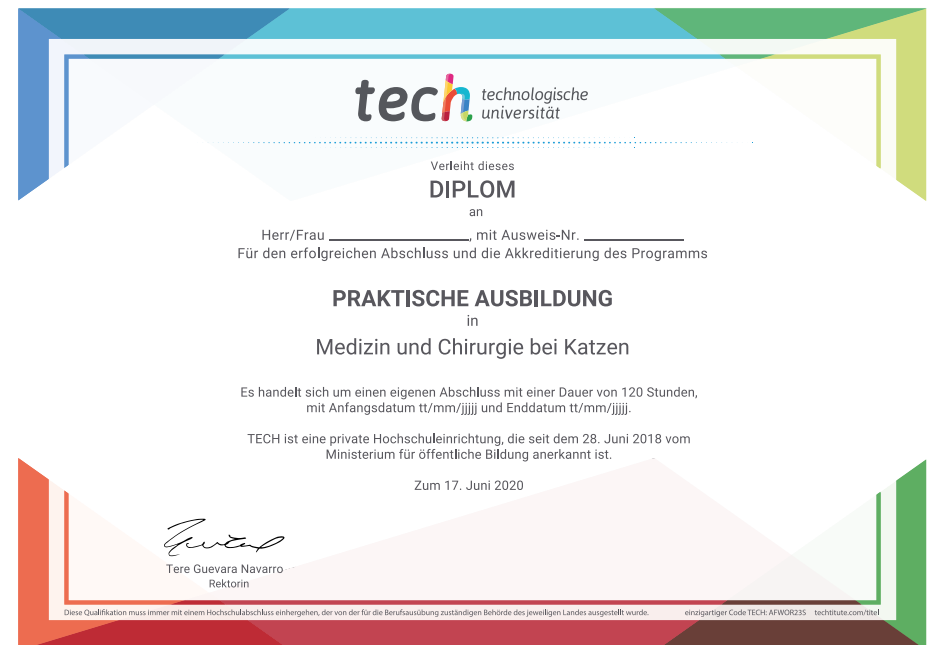 tech technologische
universität
Verleiht dieses
DIPLOM
an
Herr/Frau ____________, mit Ausweis-Nr. ____________
Für den erfolgreichen Abschluss und die Akkreditierung des Programms
PRAKTISCHE AUSBILDUNG
in
Medizin und Chirurgie bei Katzen
Es handelt sich um einen eigenen Abschluss mit einer Dauer von 120 Stunden,
mit Anfangsdatum tt/mm/jjjjj und Enddatum tt/mm/jjjjj.
TECH ist eine private Hochschuleinrichtung, die seit dem 28. Juni 2018 vom
Ministerium für öffentliche Bildung anerkannt ist.
Zum 17. Juni 2020
Tere Guevara Navarro
Rektorin
Diese Qualifikation muss immer mit einem Hochschulabschluss einhergehen, der von der für die Berufsausübung zuständigen Behörde des jeweiligen Landes ausgestellt wurde. einzigartiger Code TECH: AFWOR23S techtitute.com/titel